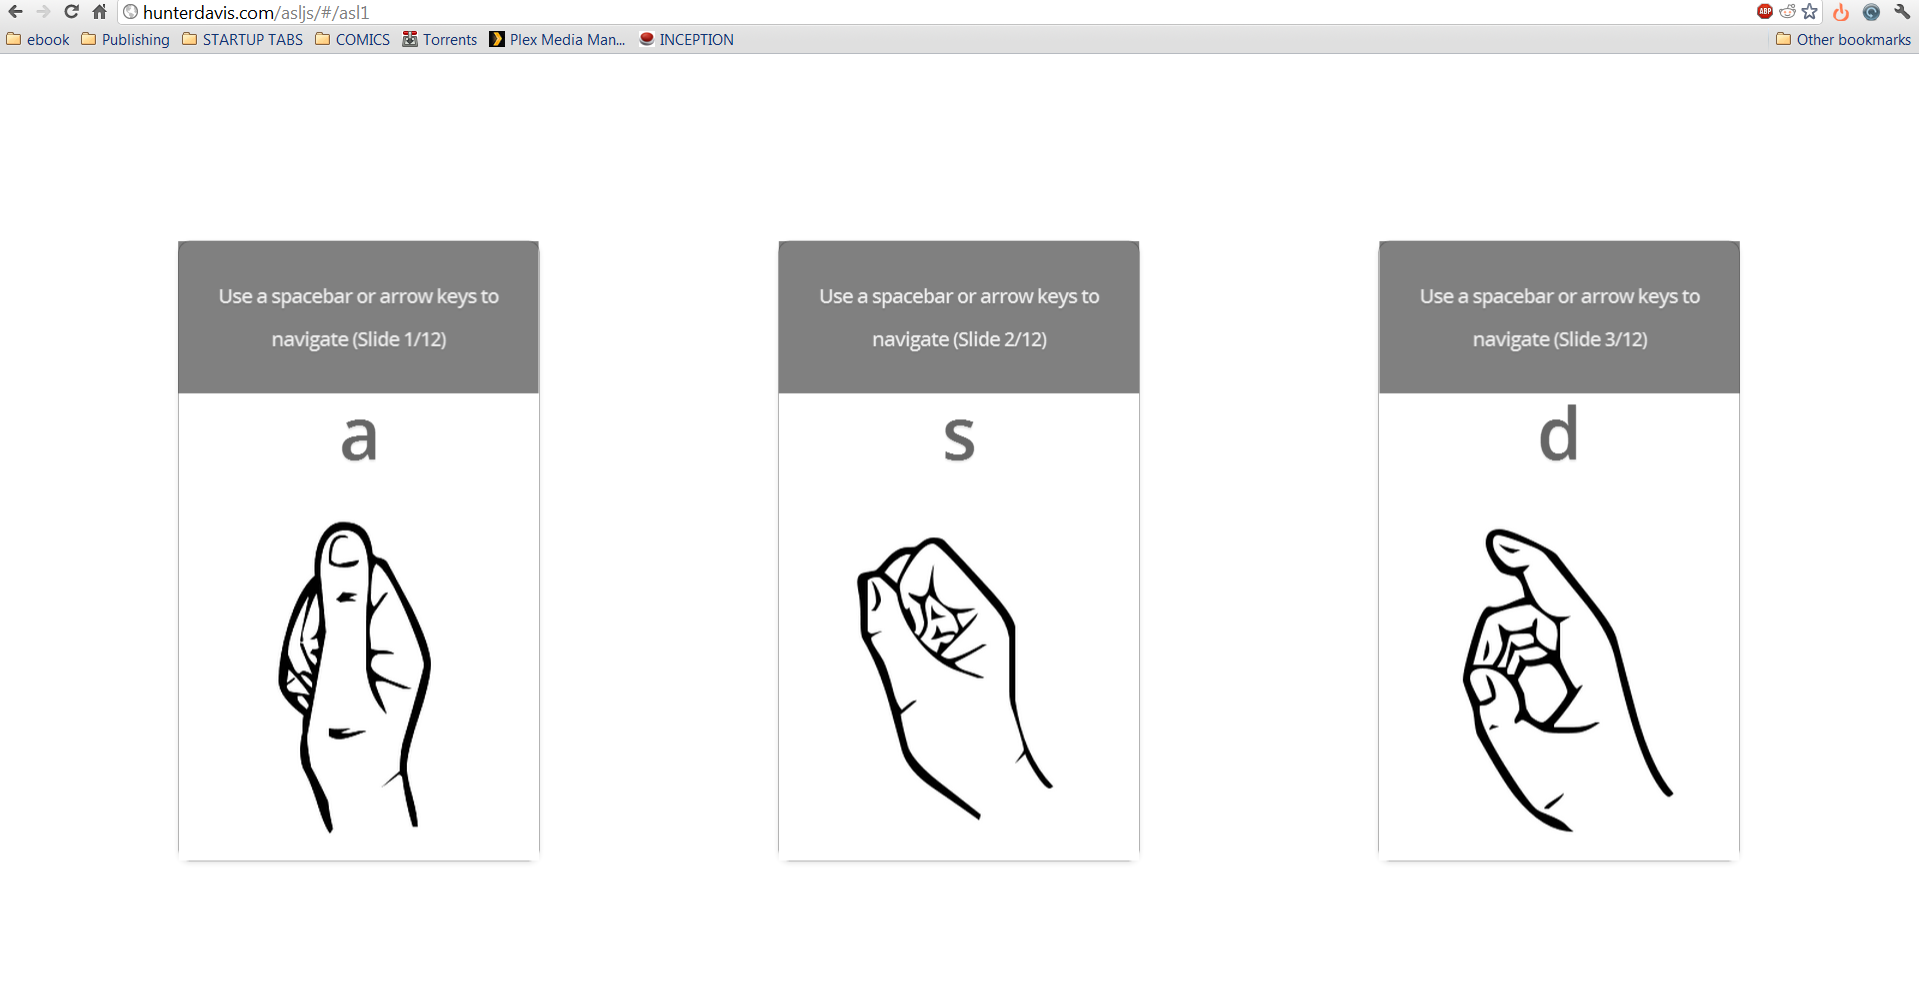 hunterdavis.com/asljs/#/asl1
ABP
ebook Publishing STARTUP TABS COMICS Torrents Plex Media Man... INCEPTION Other bookmarks
Use a spacebar or arrow keys to
navigate (Slide 1/12)
a
Use a spacebar or arrow keys to
navigate (Slide 2/12)
s
Use a spacebar or arrow keys to
navigate (Slide 3/12)
d